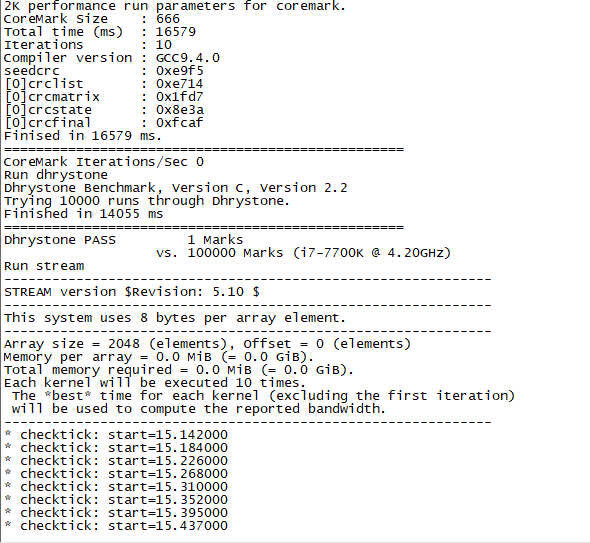 2K performance run parameters for coremark.
CoreMark Size    : 666
Total time (ms)  : 16579
Iterations       : 10
Compiler version : GCC9.4.0
seedcrc          : 0xe9f5
[0]crclist       : 0xe714
[0]crcmatrix     : 0x1fd7
[0]crcstate      : 0x8e3a
[0]crcfinal      : 0xfcaf
Finised in 16579 ms.
==================================================
CoreMark Iterations/Sec 0
Run dhrystone
Dhrystone Benchmark, Version C, Version 2.2
Trying 10000 runs through Dhrystone.
Finished in 14055 ms
==================================================
Dhrystone PASS         1 Marks
                   vs. 100000 Marks (i7-7700K @ 4.20GHz)
Run stream
-------------------------------------------------------------
STREAM version $Revision: 5.10 $
-------------------------------------------------------------
This system uses 8 bytes per array element.
-------------------------------------------------------------
Array size = 2048 (elements), Offset = 0 (elements)
Memory per array = 0.0 MiB (= 0.0 GiB).
Total memory required = 0.0 MiB (= 0.0 GiB).
Each kernel will be executed 10 times.
 The *best* time for each kernel (excluding the first iteration)
 will be used to compute the reported bandwidth.
-------------------------------------------------------------
* checktick: start=15.142000
* checktick: start=15.184000
* checktick: start=15.226000
* checktick: start=15.268000
* checktick: start=15.310000
* checktick: start=15.352000
* checktick: start=15.395000
* checktick: start=15.437000